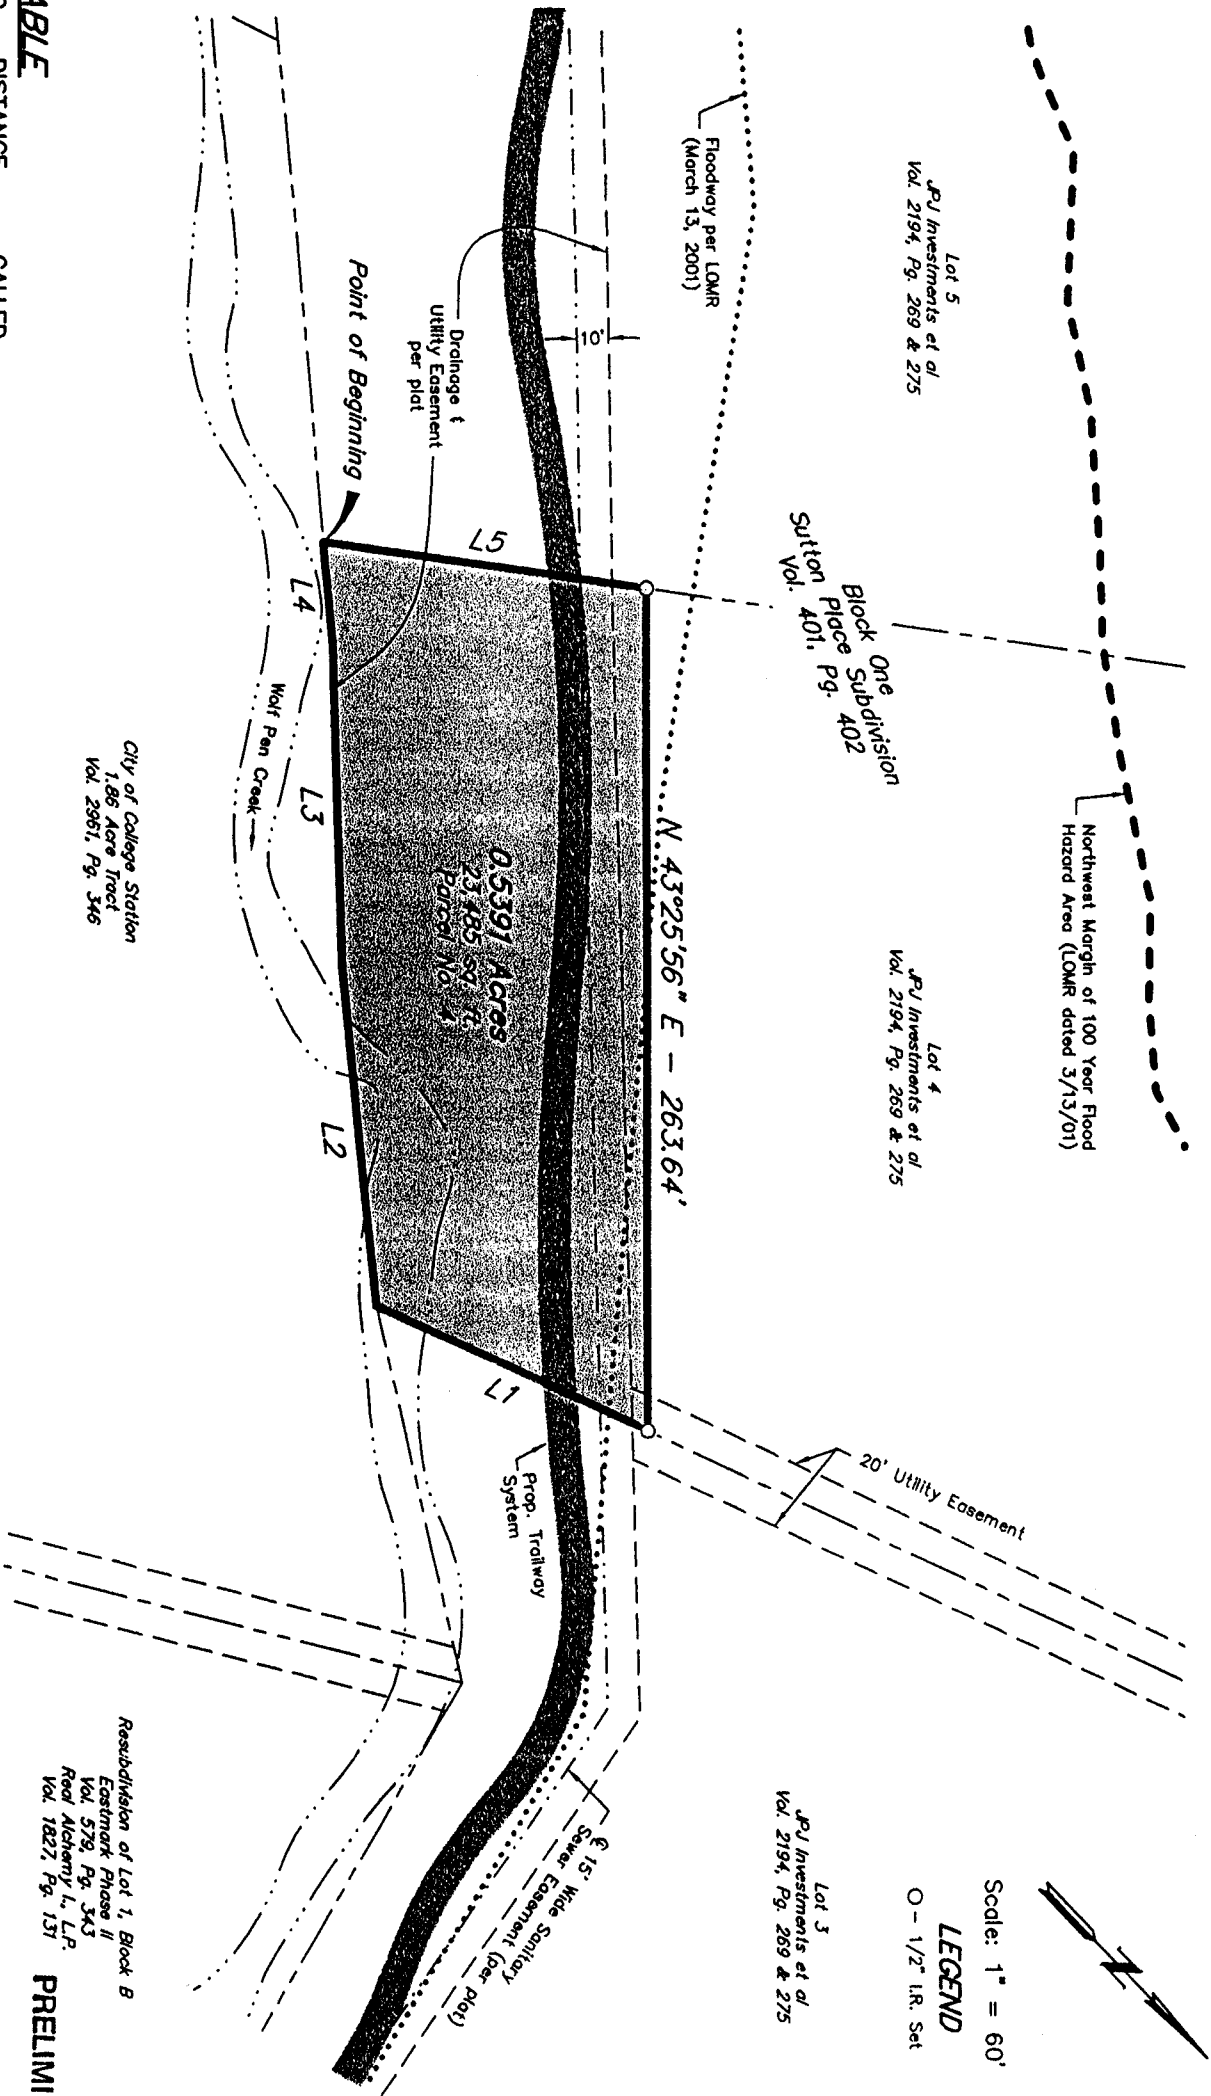 Scale: 1" = 60'
LEGEND
O - 1/2" I.R. Set
Lot 5
JPJ Investments et al
Vol. 2194, Pg. 269 & 275
Northwest Margin of 100 Year Flood
Hazard Area (LOMR dated 3/13/01)
Lot 4
JPJ Investments et al
Vol. 2194, Pg. 269 & 275
Lot 3
JPJ Investments et al
Vol. 2194, Pg. 269 & 275
Block One
Sutton Place Subdivision
Vol. 401, Pg. 402
Floodway per LOMR
(March 13, 2001)
20' Utility Easement
N 43°25'56" E - 263.64'
10'
L5
Drainage &
Utility Easement
per plat
0.5391 Acres
23,485 sq. ft.
Parcel No. 4
L1
Prop. Trailway
System
℄ 15' Wide Sanitary
Sewer Easement (per plat)
Point of Beginning
L4
L3
L2
Wolf Pen Creek
City of College Station
1.86 Acre Tract
Vol. 2961, Pg. 346
Resubdivision of Lot 1, Block B
Eastmark Phase II
Vol. 579, Pg. 343
Real Alchemy I., L.P.
Vol. 1827, Pg. 131
ABLE
DISTANCE
PRELIMI